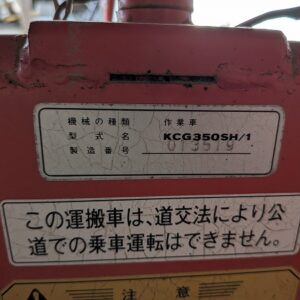 機械の種類 作業車
型式名 KCG350SH/1
製造番号 013519
この運搬車は、道交法により公
道での乗車運転はできません。
注意